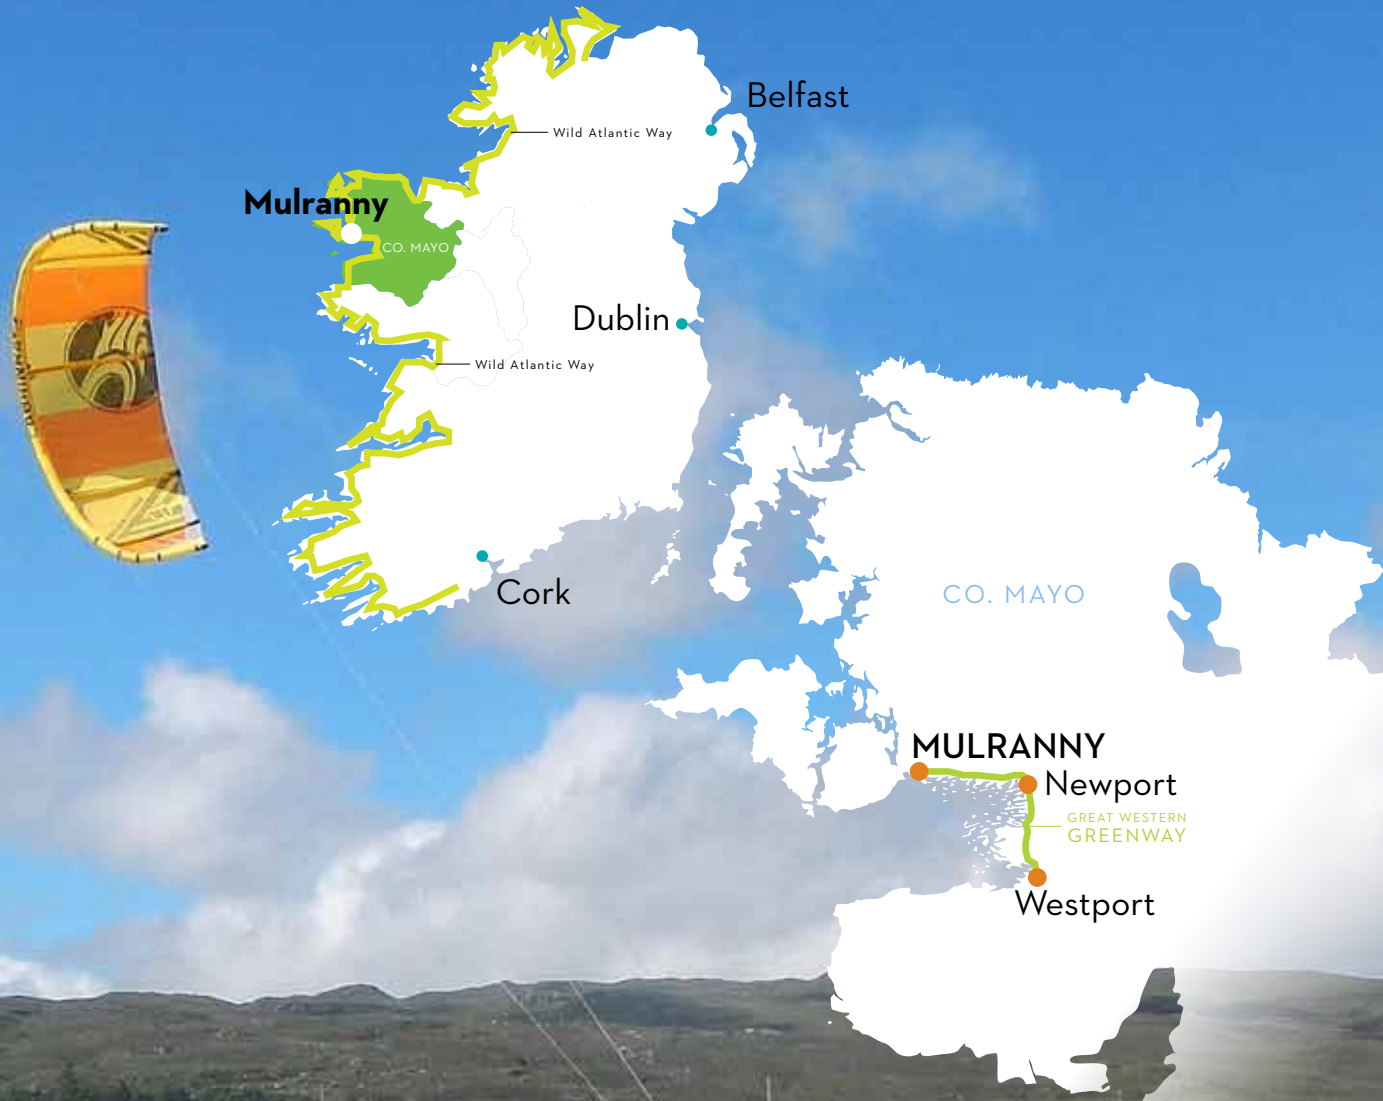 Belfast
Wild Atlantic Way
Mulranny
CO. MAYO
Dublin
Wild Atlantic Way
Cork
CO. MAYO
MULRANNY
Newport
GREAT WESTERN
GREENWAY
Westport